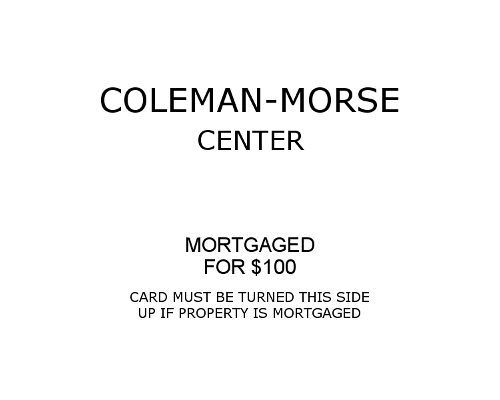 COLEMAN-MORSE
CENTER
MORTGAGED
FOR $100
CARD MUST BE TURNED THIS SIDE
UP IF PROPERTY IS MORTGAGED